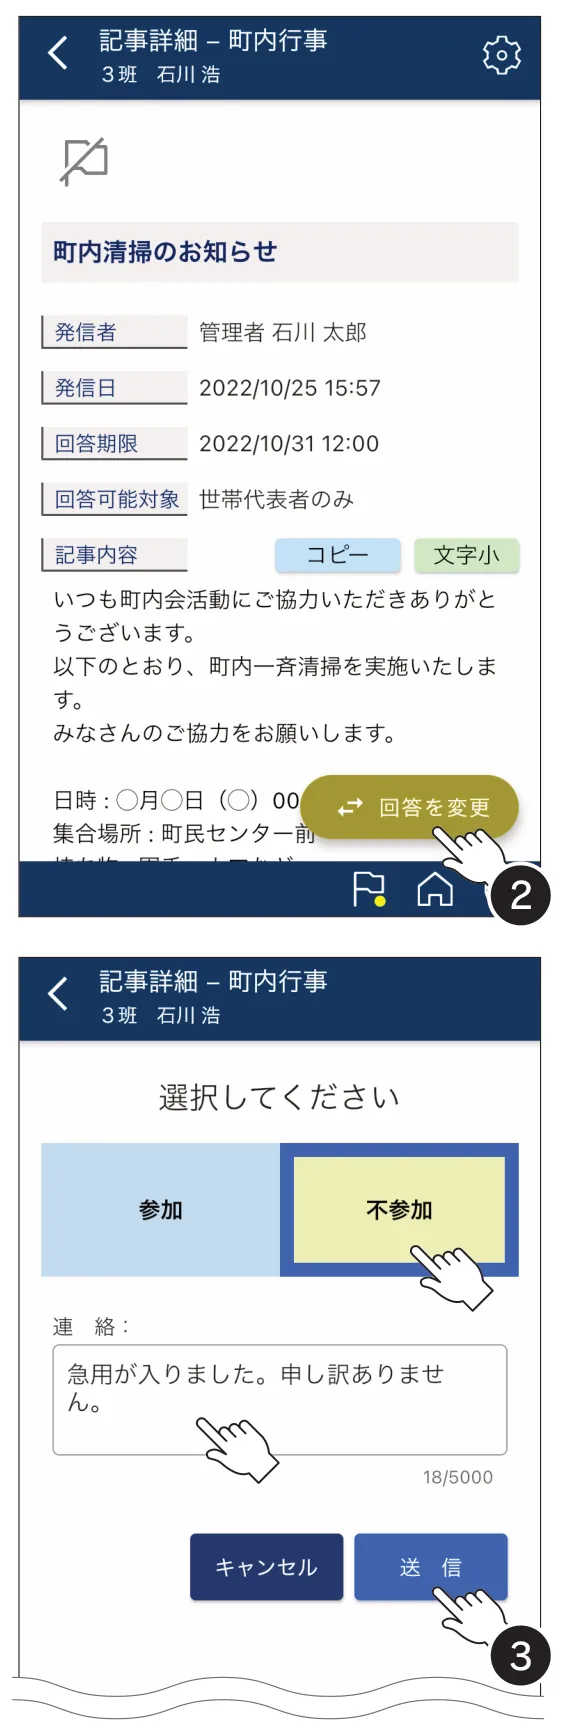 記事詳細 – 町内行事
3班　石川 浩
町内清掃のお知らせ
発信者 管理者 石川 太郎
発信日 2022/10/25 15:57
回答期限 2022/10/31 12:00
回答可能対象 世帯代表者のみ
記事内容 コピー 文字小
いつも町内会活動にご協力いただきありがと
うございます。
以下のとおり、町内一斉清掃を実施いたしま
す。
みなさんのご協力をお願いします。
日時 : ◯月◯日（◯）00
回答を変更
集合場所 : 町民センター前
2
記事詳細 – 町内行事
3班　石川 浩
選択してください
参加 不参加
連　絡 :
急用が入りました。申し訳ありませ
ん。
18/5000
キャンセル 送　信
3